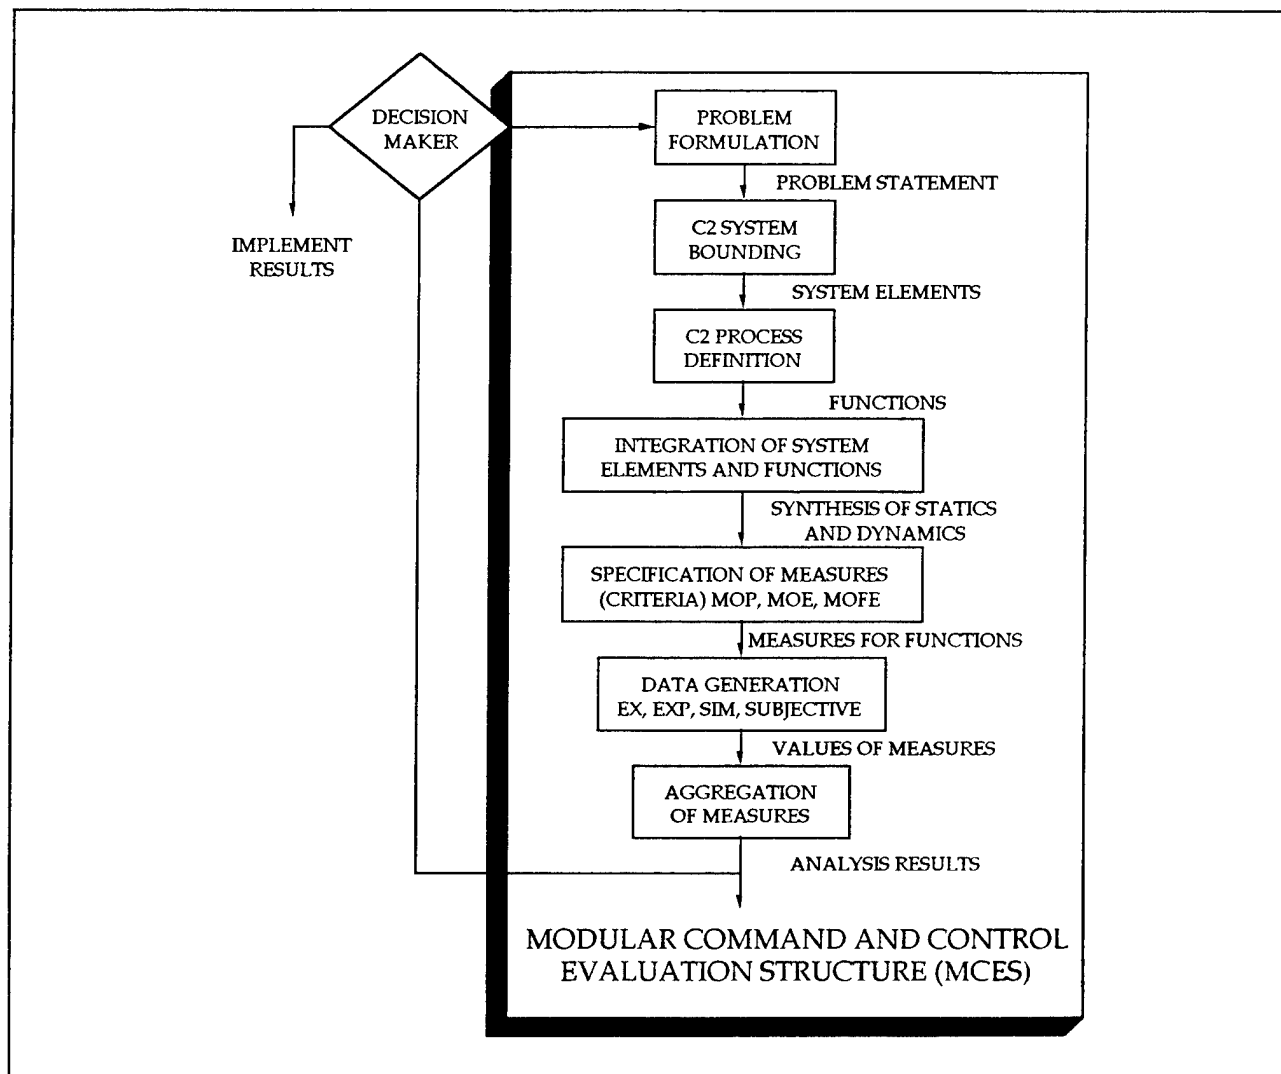 DECISION
MAKER
IMPLEMENT
RESULTS
PROBLEM
FORMULATION
PROBLEM STATEMENT
C2 SYSTEM
BOUNDING
SYSTEM ELEMENTS
C2 PROCESS
DEFINITION
FUNCTIONS
INTEGRATION OF SYSTEM
ELEMENTS AND FUNCTIONS
SYNTHESIS OF STATICS
AND DYNAMICS
SPECIFICATION OF MEASURES
(CRITERIA) MOP, MOE, MOFE
MEASURES FOR FUNCTIONS
DATA GENERATION
EX, EXP, SIM, SUBJECTIVE
VALUES OF MEASURES
AGGREGATION
OF MEASURES
ANALYSIS RESULTS
MODULAR COMMAND AND CONTROL
EVALUATION STRUCTURE (MCES)